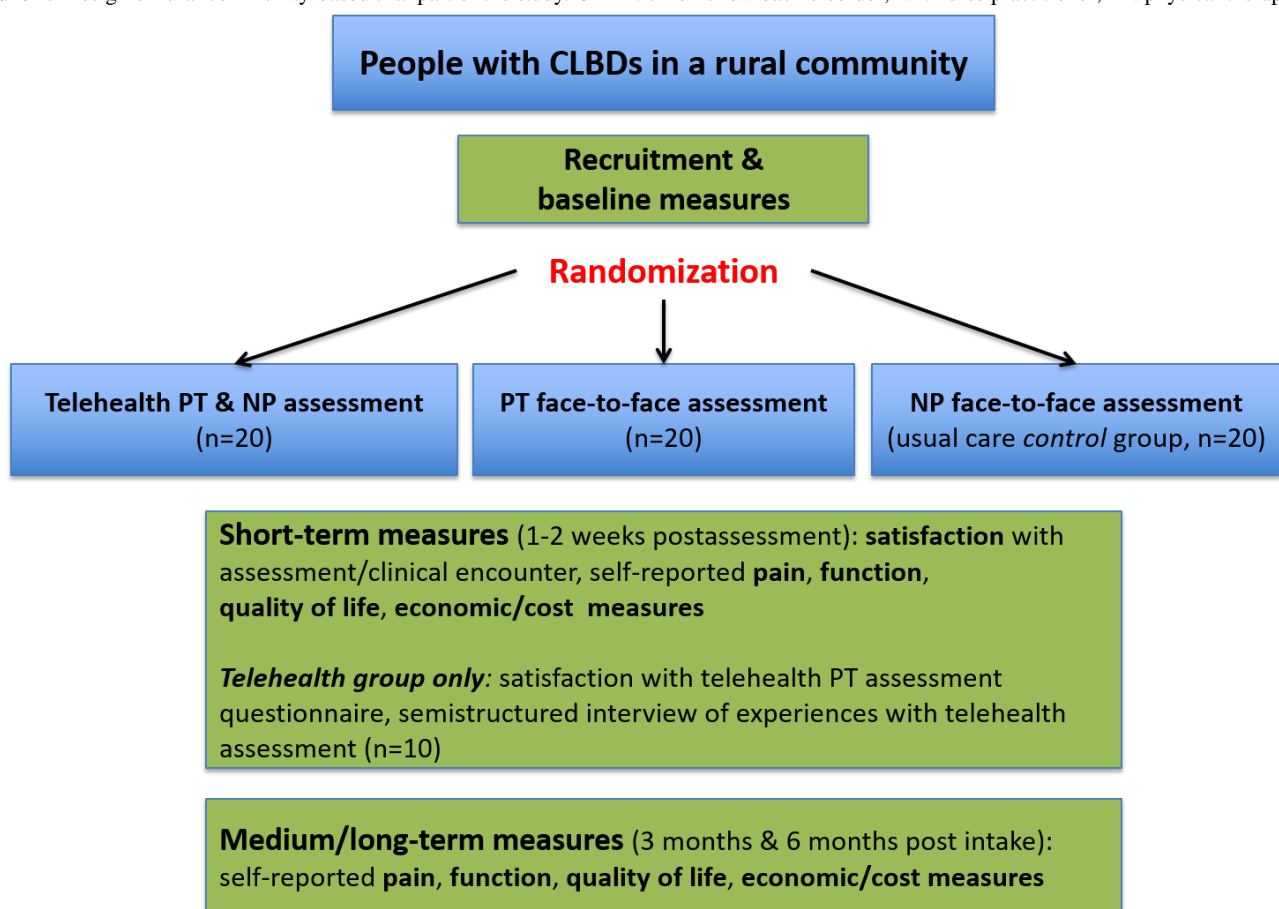 People with CLBDs in a rural community
Recruitment &
baseline measures
Randomization
Telehealth PT & NP assessment
(n=20)
PT face-to-face assessment
(n=20)
NP face-to-face assessment
(usual care control group, n=20)
Short-term measures (1-2 weeks postassessment): satisfaction with
assessment/clinical encounter, self-reported pain, function,
quality of life, economic/cost measures
Telehealth group only: satisfaction with telehealth PT assessment
questionnaire, semistructured interview of experiences with telehealth
assessment (n=10)
Medium/long-term measures (3 months & 6 months post intake):
self-reported pain, function, quality of life, economic/cost measures